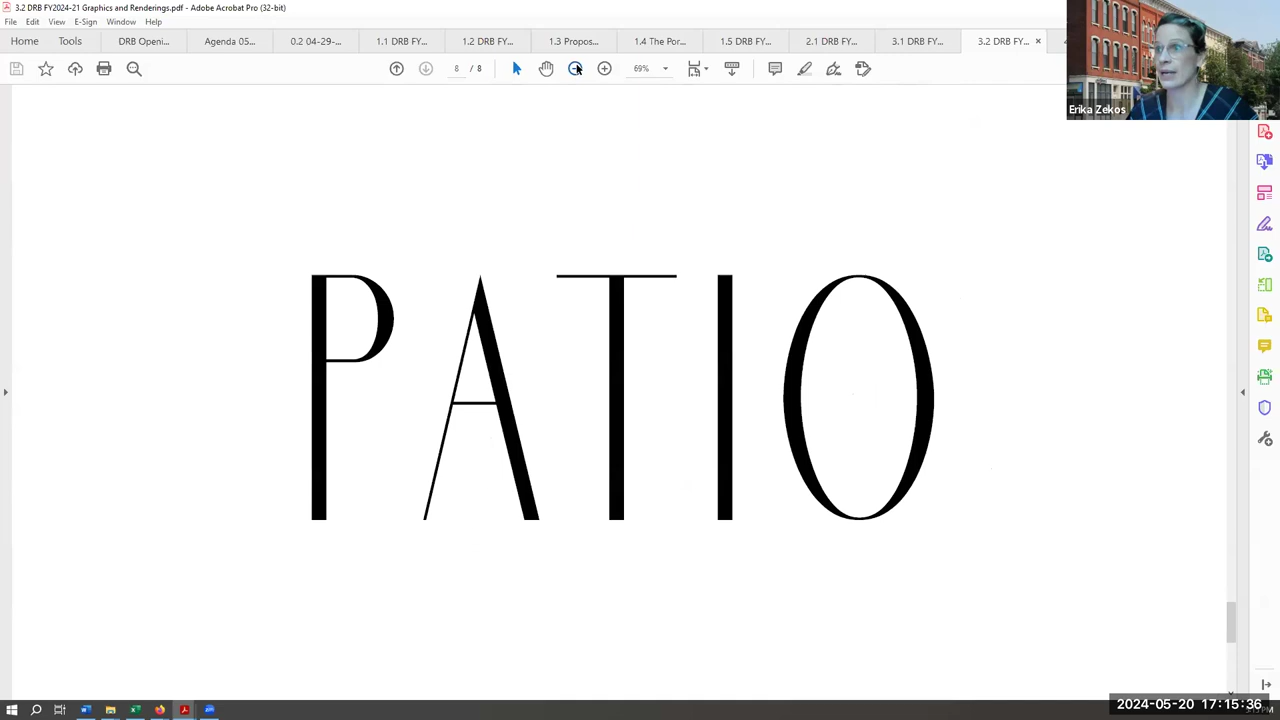 3.2 DRB FY2024-21 Graphics and Renderings.pdf - Adobe Acrobat Pro (32-bit)
File Edit View E-Sign Window Help
Home Tools DRB Openi... Agenda 05... 0.2 04-29-... 1.1 DRB FY... 1.2 DRB FY... 1.3 Propos... 1.4 The Por... 1.5 DRB FY... 2.1 DRB FY... 3.1 DRB FY... 3.2 DRB FY... ×
8 / 8 69%
Erika Zekos
PATIO
2024-05-20 17:15:36